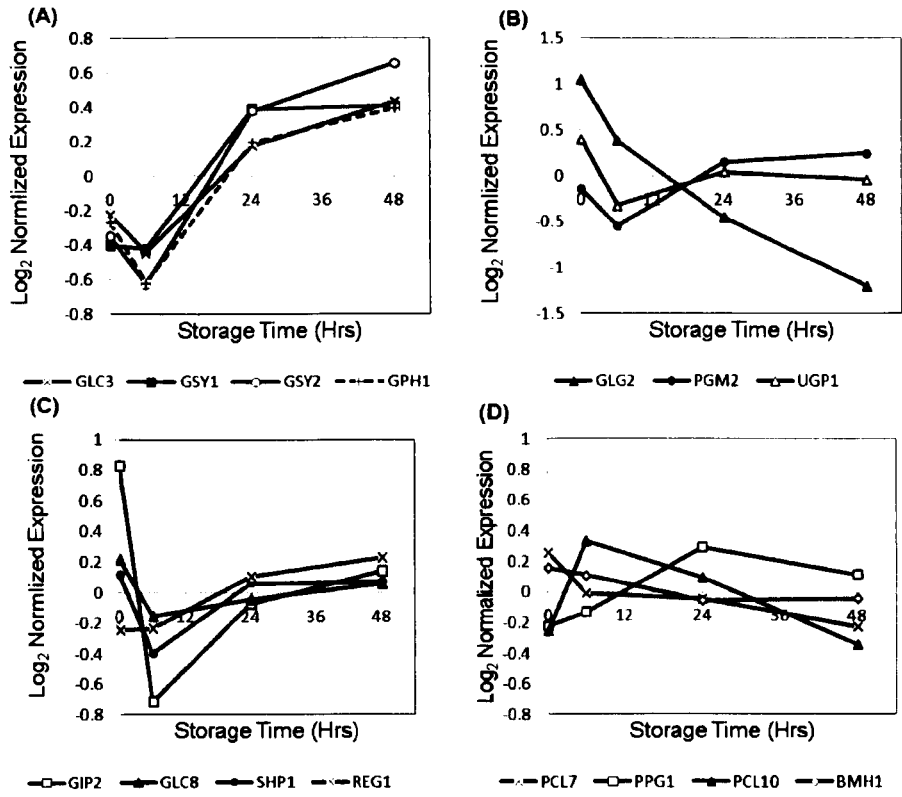 (A)
0.8
0.6
0.4
0.2
0
-0.2
-0.4
-0.6
-0.8
0 12 24 36 48
Log2 Normlized Expression
Storage Time (Hrs)
GLC3 GSY1 GSY2 GPH1
(B)
1.5
1
0.5
0
-0.5
-1
-1.5
0 12 24 36 48
Log2 Normlized Expression
Storage Time (Hrs)
GLG2 PGM2 UGP1
(C)
1
0.8
0.6
0.4
0.2
0
-0.2
-0.4
-0.6
-0.8
0 12 24 36 48
Log2 Normlized Expression
Storage Time (Hrs)
GIP2 GLC8 SHP1 REG1
(D)
1
0.8
0.6
0.4
0.2
0
-0.2
-0.4
-0.6
-0.8
0 12 24 36 48
Log2 Normalized Expression
Storage Time (Hrs)
PCL7 PPG1 PCL10 BMH1